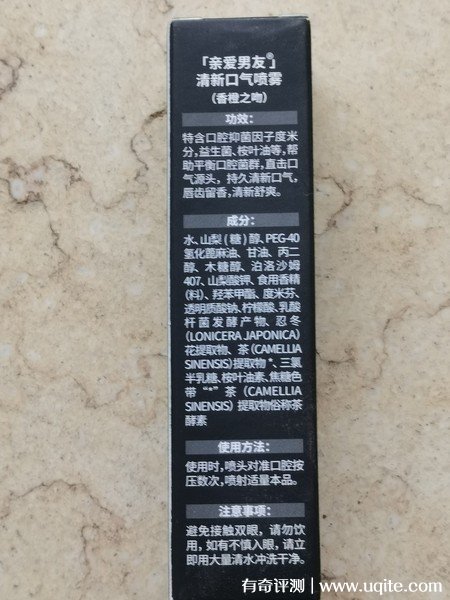 「亲爱男友®」
清新口气喷雾
（香橙之吻）
功效：
特含口腔抑菌因子度米
分,益生菌、桉叶油等，帮
助平衡口腔菌群，直击口
气源头，持久清新口气，
唇齿留香，清新舒爽。
成分：
水、山梨(糖)醇、PEG-40
氢化蓖麻油、甘油、丙二
醇、木糖醇、泊洛沙姆
407、山梨酸钾、食用香精
(料)、羟苯甲酯、度米芬、
透明质酸钠、柠檬酸、乳酸
杆菌发酵产物、忍冬
(LONICERA JAPONICA)
花提取物、茶(CAMELLIA
SINENSIS)提取物*、三氯
半乳糖、桉叶油素、焦糖色
带“*”茶(CAMELLIA
SINENSIS)提取物俗称茶
酵素
使用方法：
使用时，喷头对准口腔按
压数次，喷射适量本品。
注意事项：
避免接触双眼，请勿饮
用，如有不慎入眼，请立
即用大量清水冲洗干净。
有奇评测 | www.uqite.com